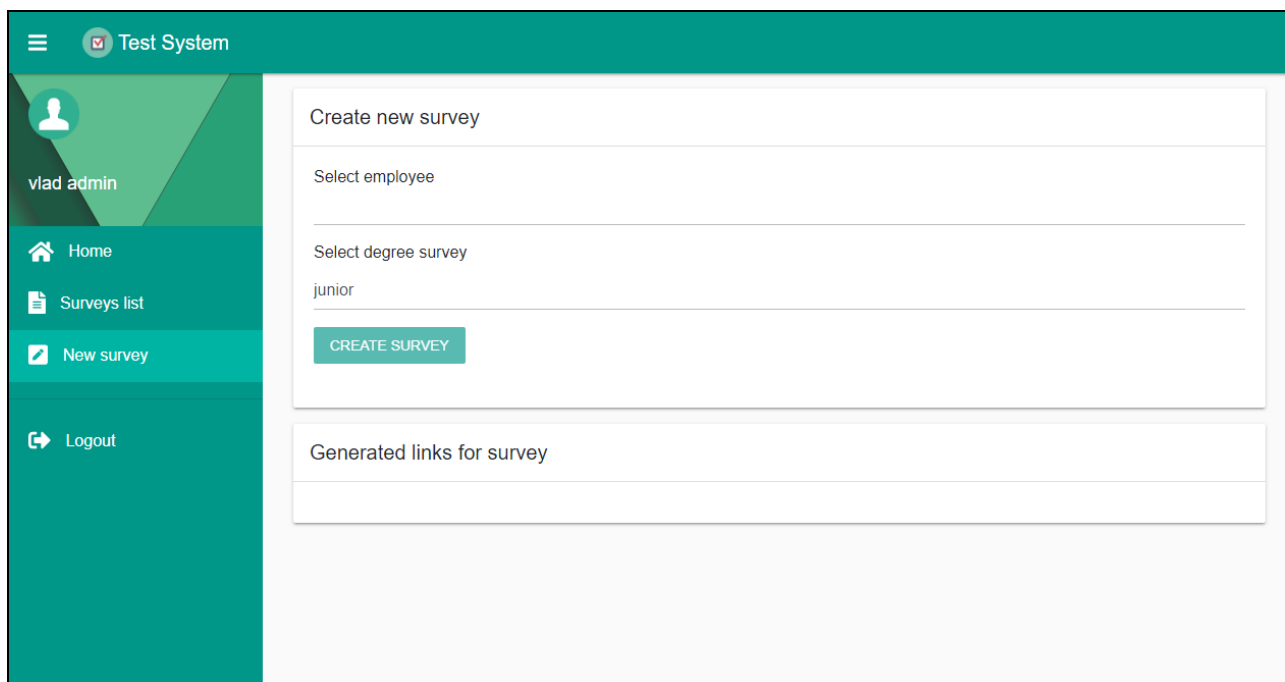 Test System
vlad admin
Home
Surveys list
New survey
Logout
Create new survey
Select employee
Select degree survey
junior
CREATE SURVEY
Generated links for survey